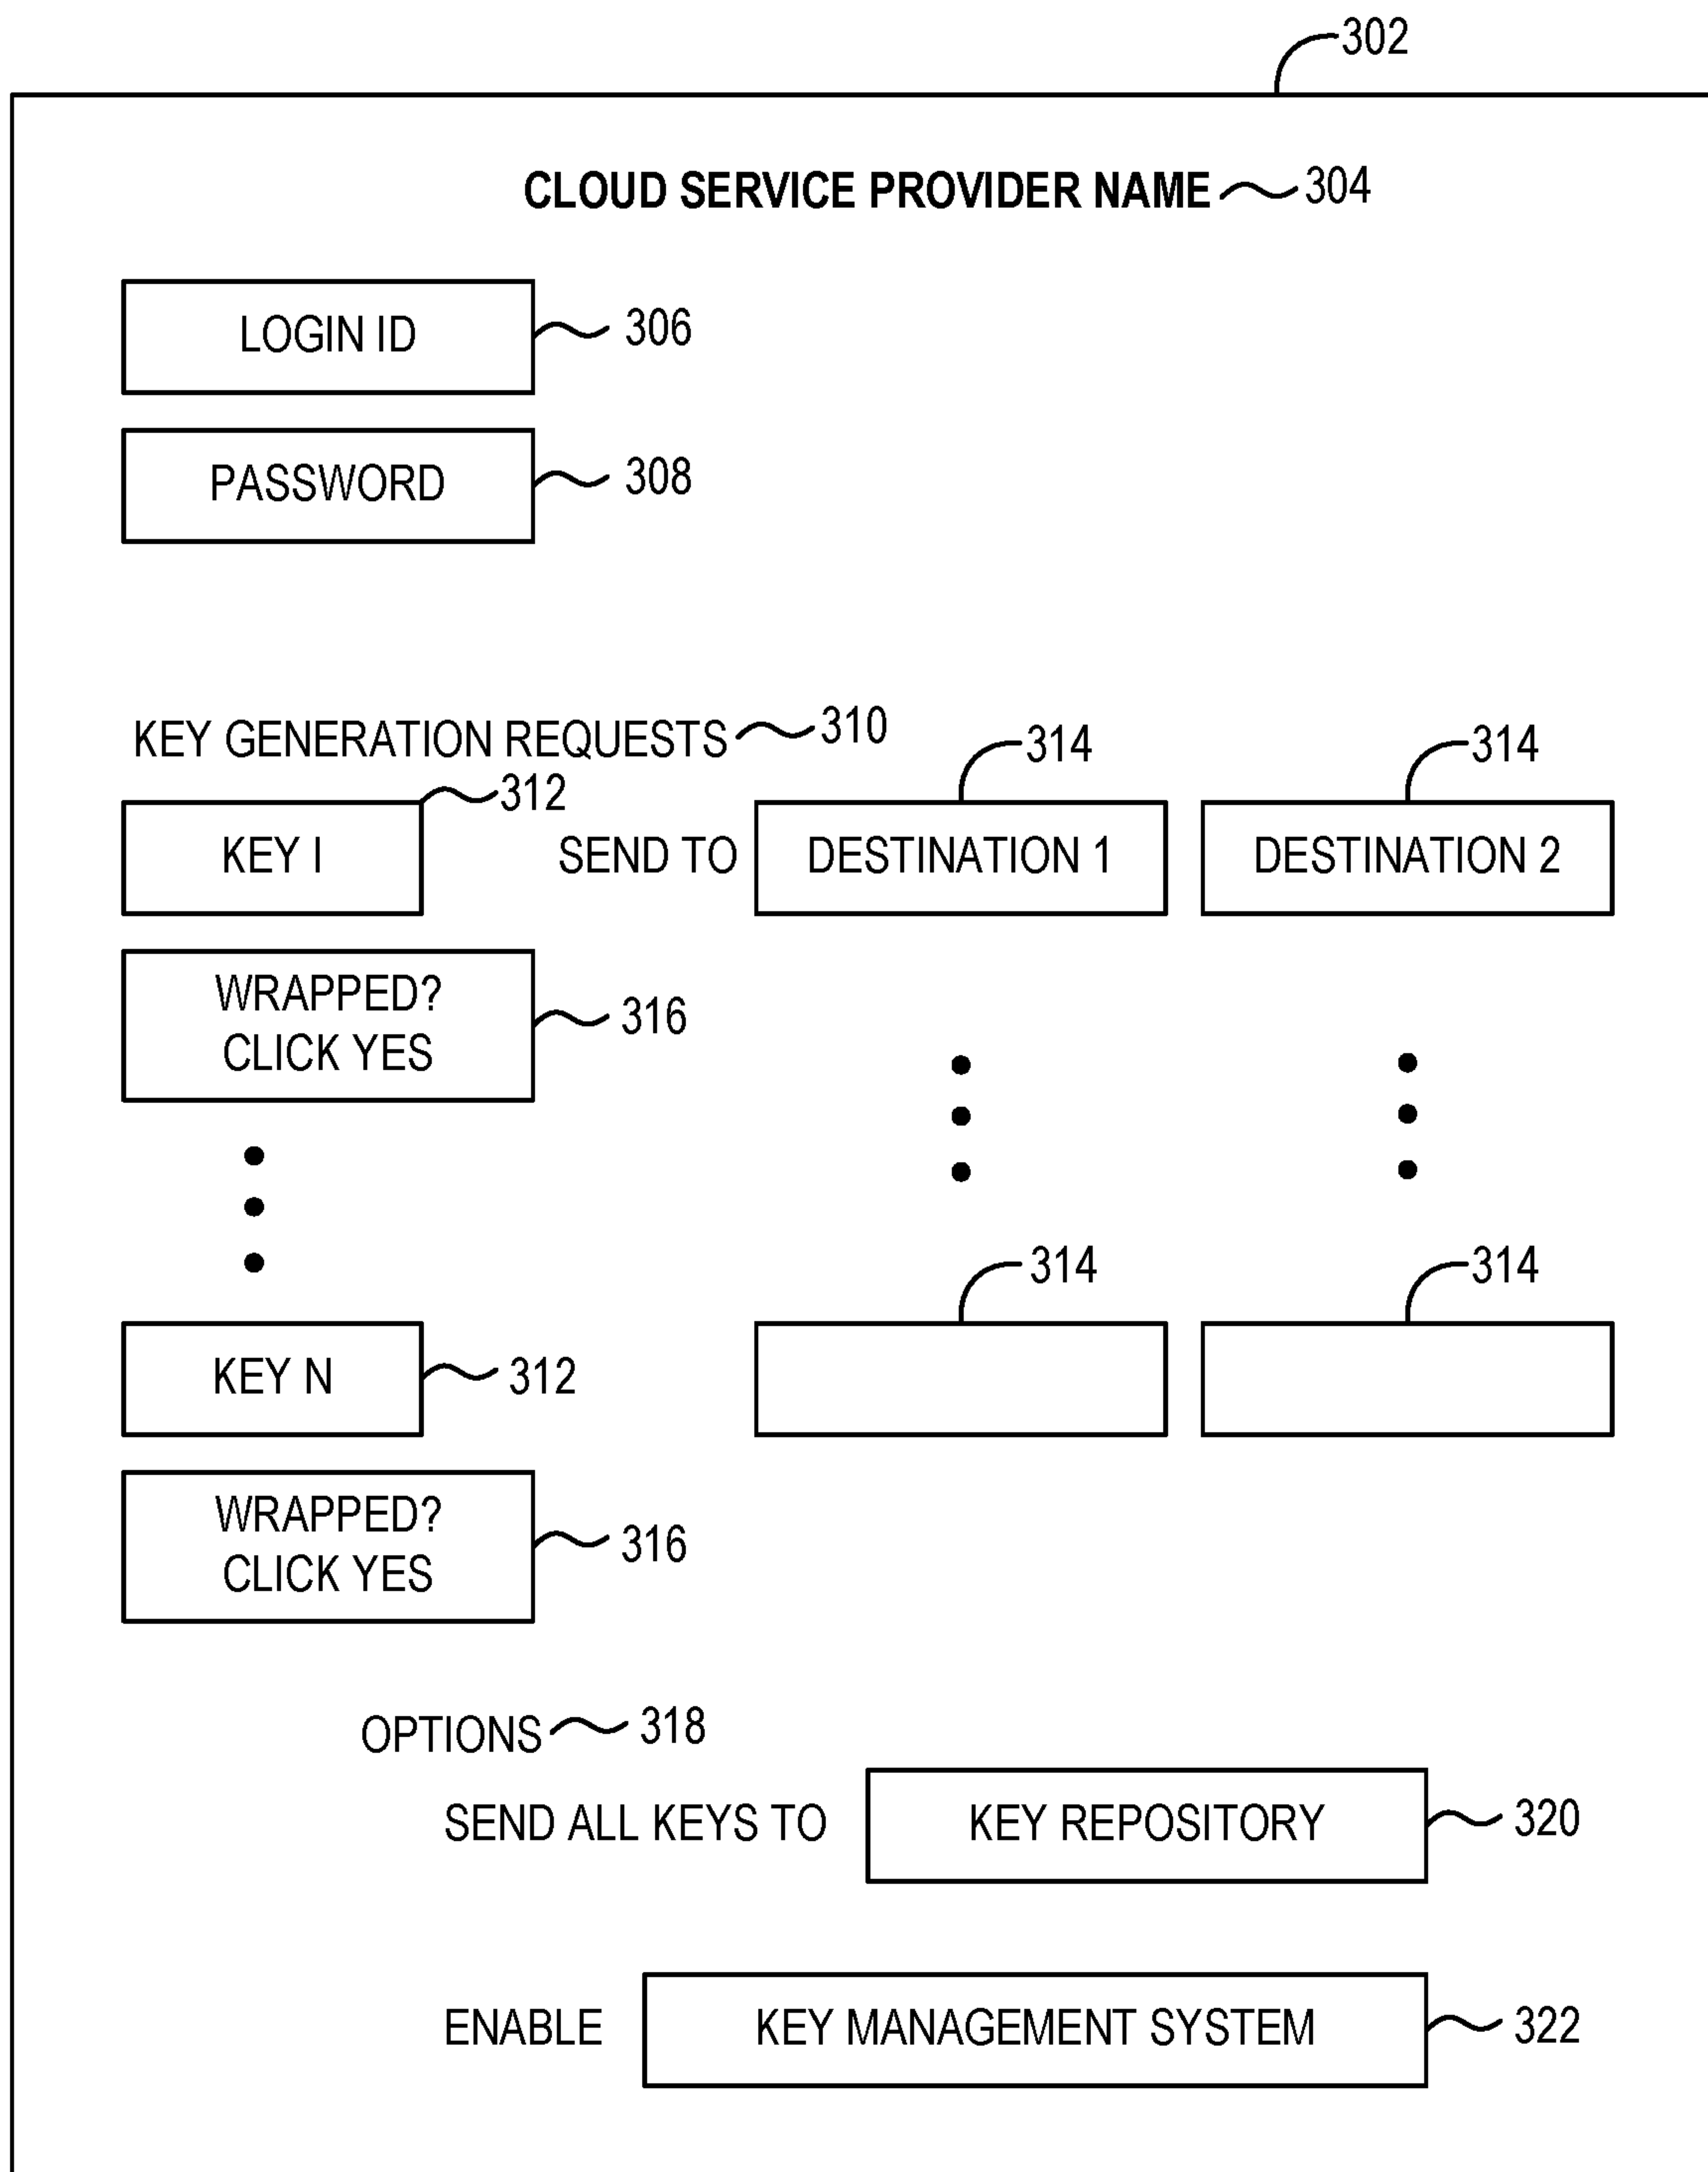 302
CLOUD SERVICE PROVIDER NAME 304
LOGIN ID 306
PASSWORD 308
KEY GENERATION REQUESTS 310
312 314 314
KEY I SEND TO DESTINATION 1 DESTINATION 2
WRAPPED?
CLICK YES 316
314 314
KEY N 312
WRAPPED?
CLICK YES 316
OPTIONS 318
SEND ALL KEYS TO KEY REPOSITORY 320
ENABLE KEY MANAGEMENT SYSTEM 322